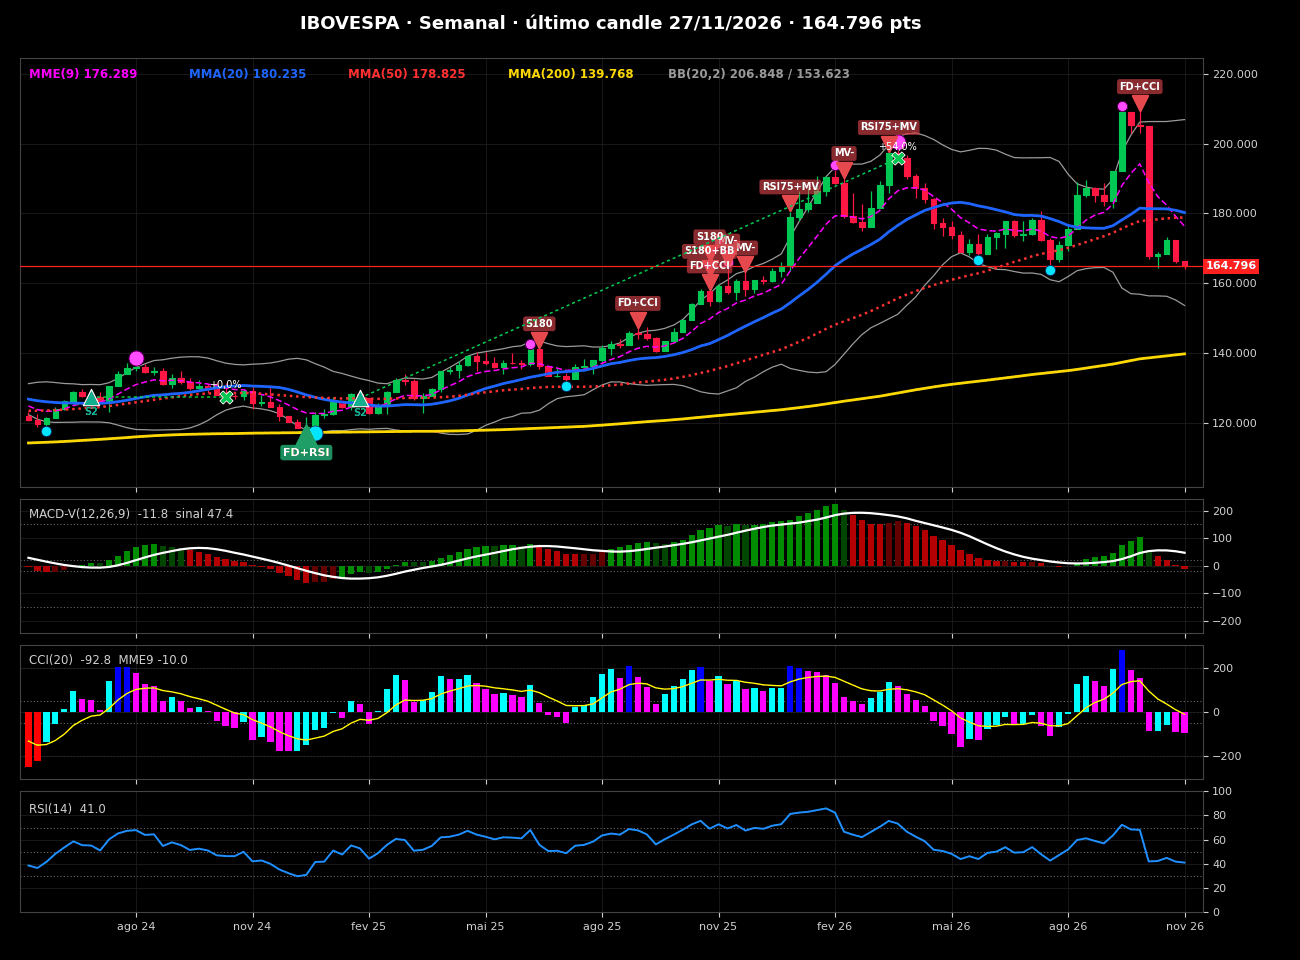 IBOVESPA · Semanal · último candle 27/11/2026 · 164.796 pts
MME(9) 176.289 MMA(20) 180.235 MMA(50) 178.825 MMA(200) 139.768 BB(20,2) 206.848 / 153.623
220.000
FD+CCI
200.000
RSI75+MV
+54.0%
MV-
RSI75+MV
180.000
S180
MV-
MV-
S180+BB
FD+CCI
164.796
160.000
FD+CCI
S180
140.000
+0.0%
S2
S2
120.000
FD+RSI
MACD-V(12,26,9) -11.8 sinal 47.4
200
100
0
−100
−200
CCI(20) -92.8 MME9 -10.0
200
0
−200
RSI(14) 41.0
100
80
60
40
20
0
ago 24 nov 24 fev 25 mai 25 ago 25 nov 25 fev 26 mai 26 ago 26 nov 26